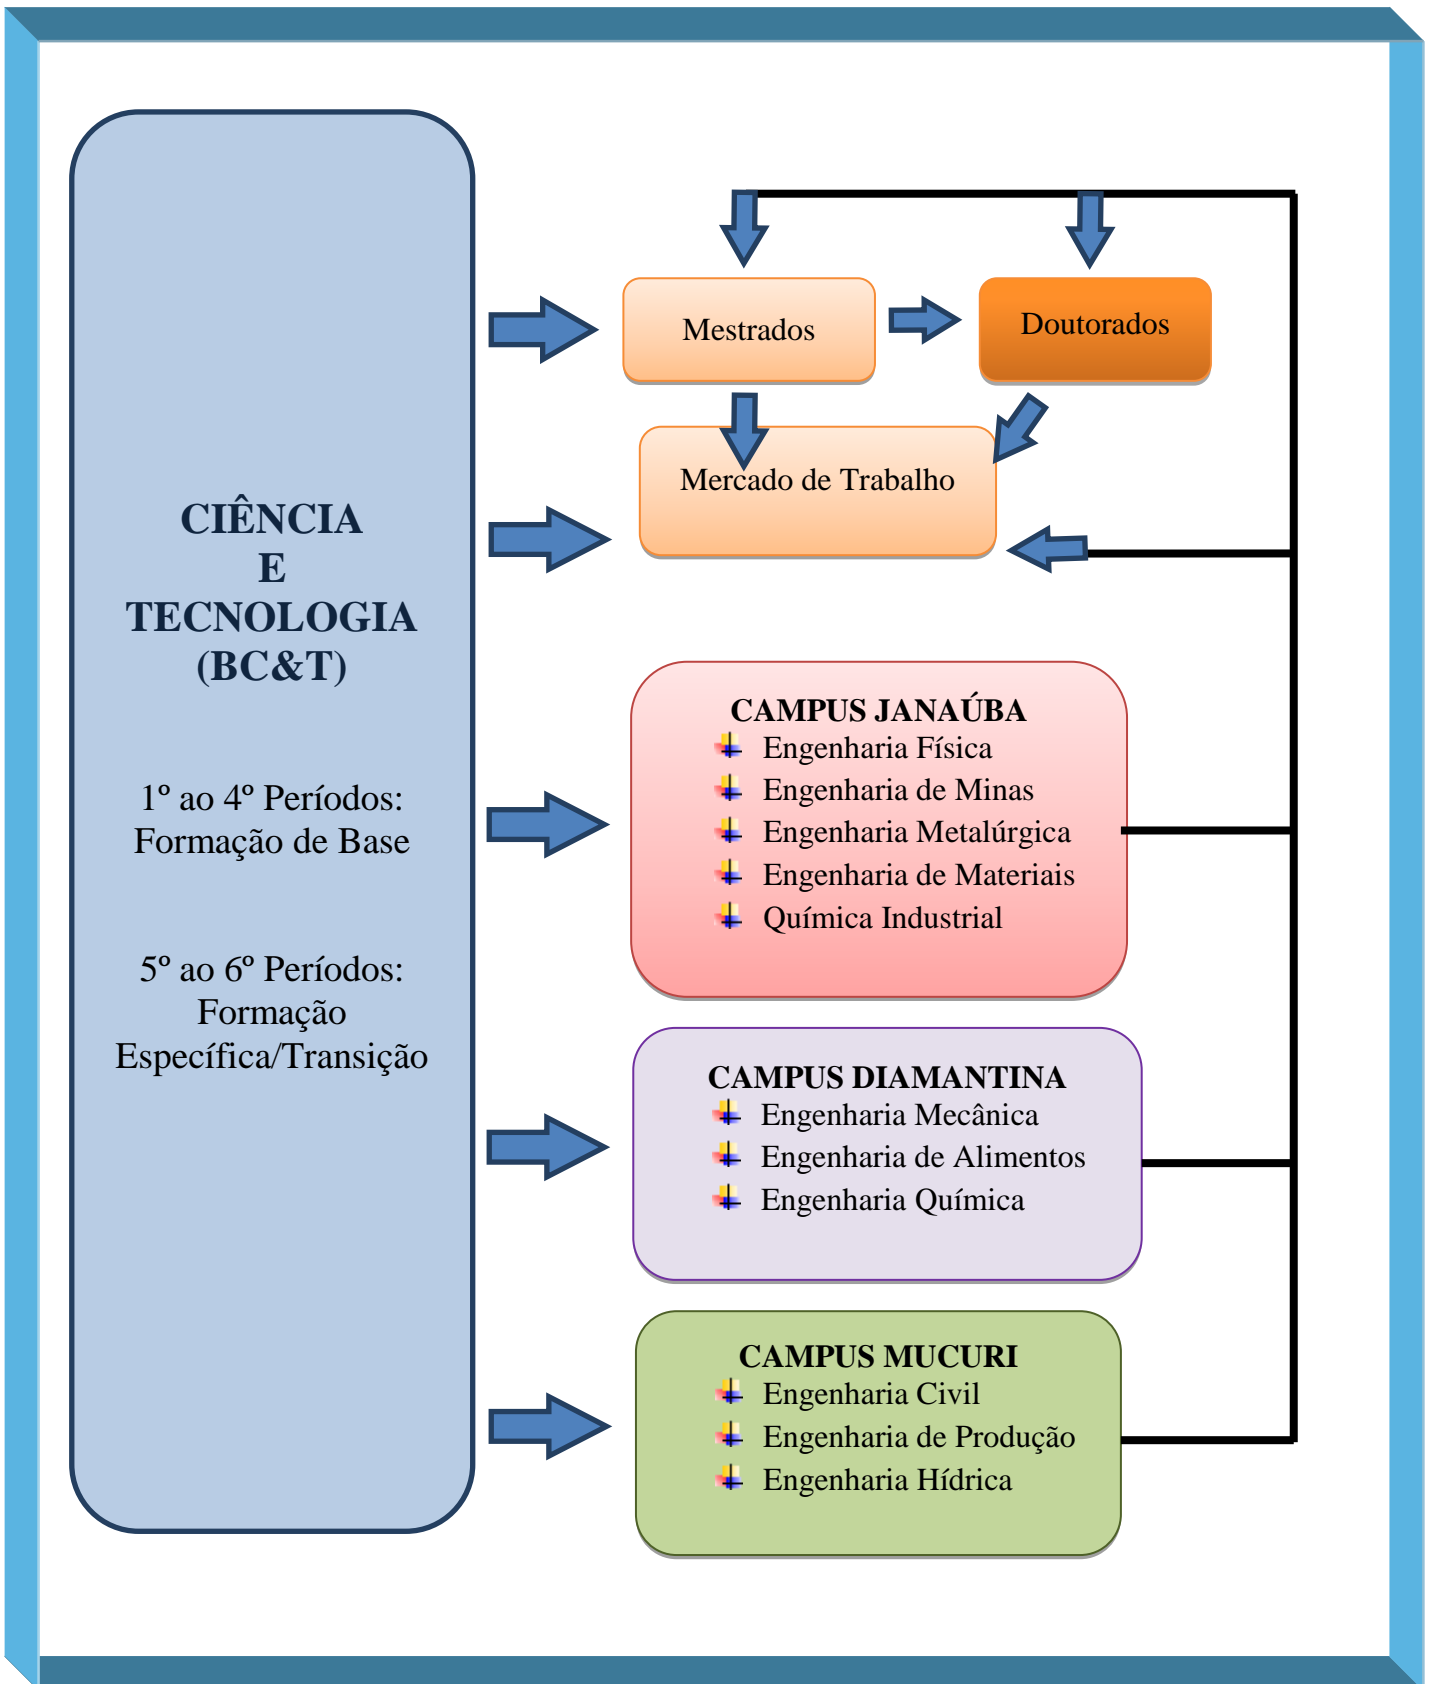 CIÊNCIA
E
TECNOLOGIA
(BC&T)
1º ao 4º Períodos:
Formação de Base
5º ao 6º Períodos:
Formação
Específica/Transição
Mestrados
Doutorados
Mercado de Trabalho
CAMPUS JANAÚBA
Engenharia Física
Engenharia de Minas
Engenharia Metalúrgica
Engenharia de Materiais
Química Industrial
CAMPUS DIAMANTINA
Engenharia Mecânica
Engenharia de Alimentos
Engenharia Química
CAMPUS MUCURI
Engenharia Civil
Engenharia de Produção
Engenharia Hídrica